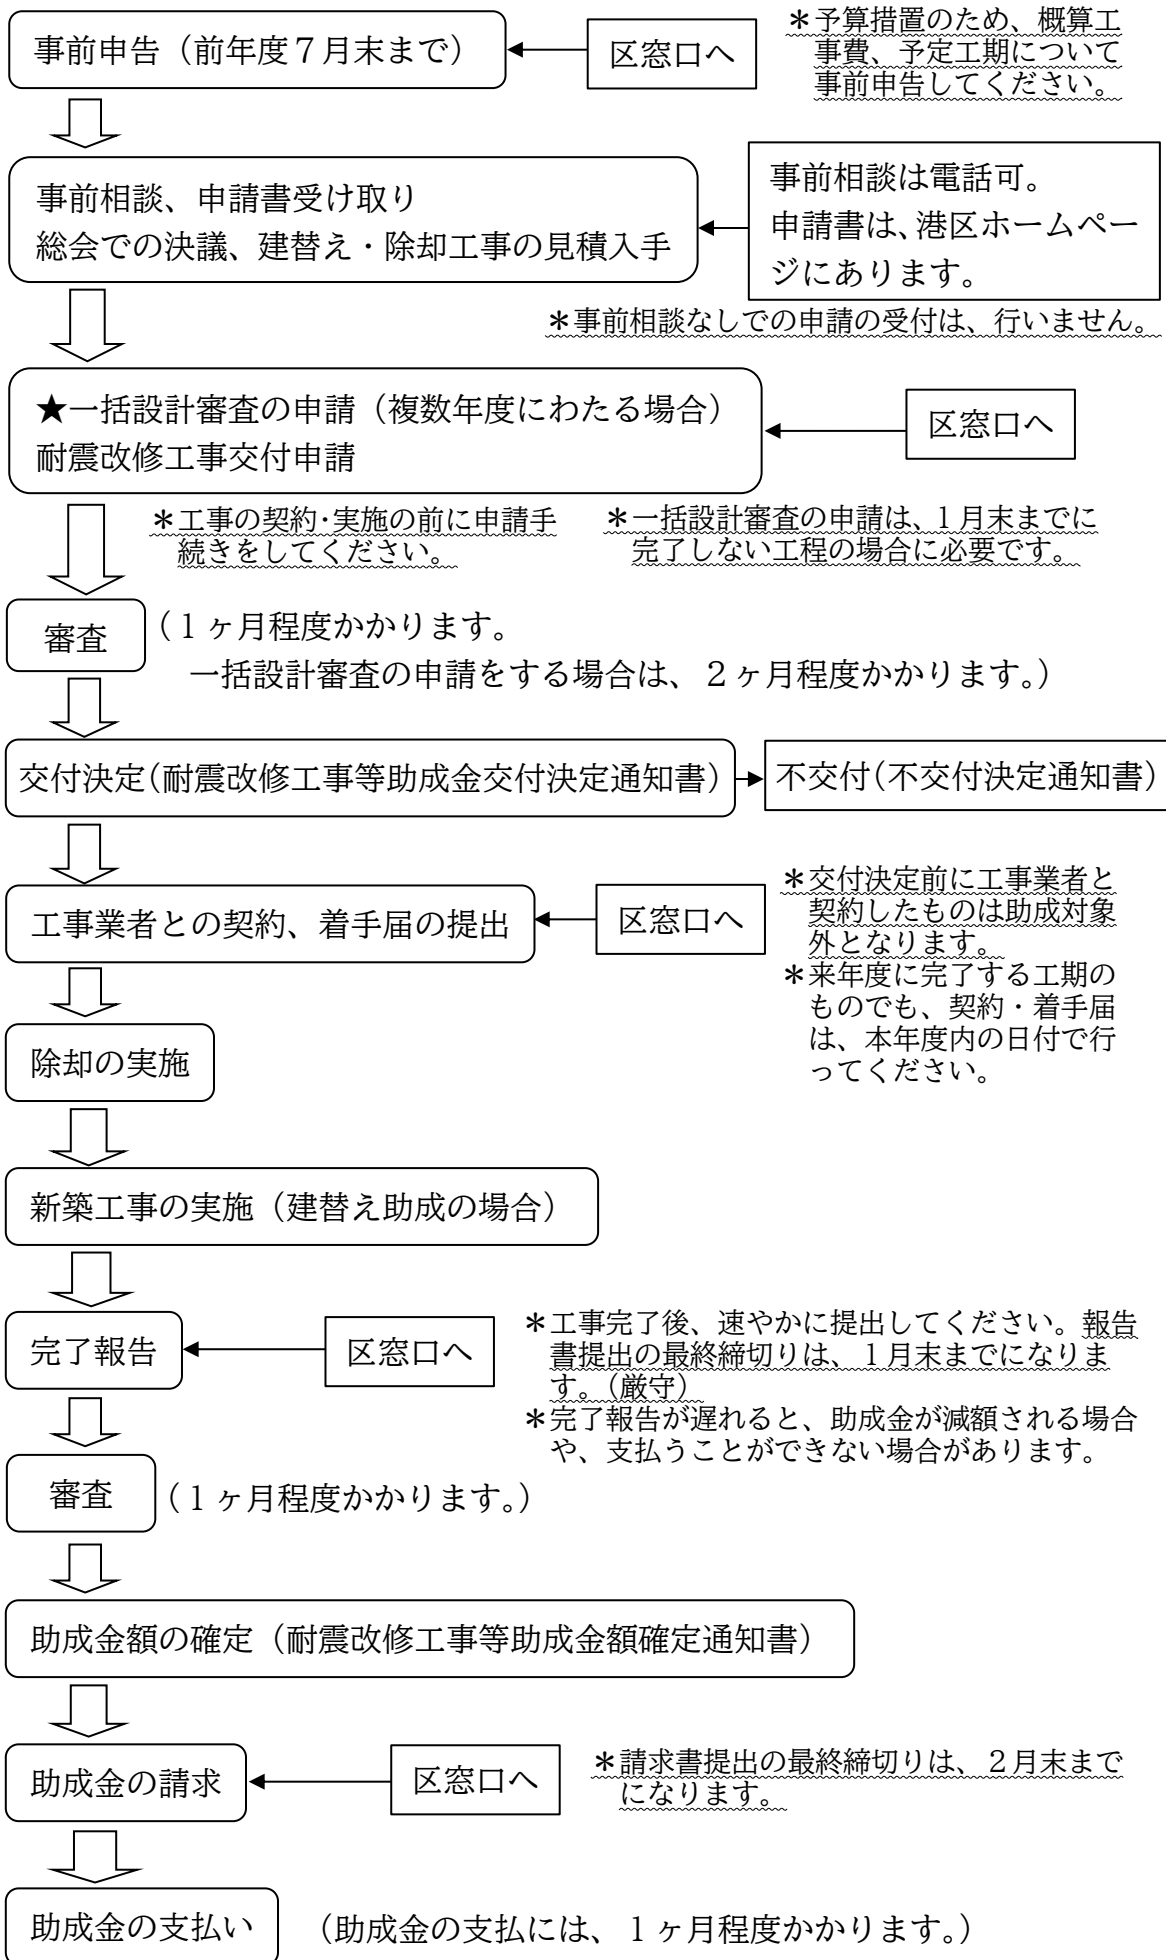 事前申告（前年度７月末まで）
区窓口へ
＊予算措置のため、概算工
事費、予定工期について
事前申告してください。
事前相談、申請書受け取り
総会での決議、建替え・除却工事の見積入手
事前相談は電話可。
申請書は、港区ホームペー
ジにあります。
＊事前相談なしでの申請の受付は、行いません。
★一括設計審査の申請（複数年度にわたる場合）
耐震改修工事交付申請
区窓口へ
＊工事の契約・実施の前に申請手
続きをしてください。
＊一括設計審査の申請は、１月末までに
完了しない工程の場合に必要です。
審査
（１ヶ月程度かかります。
一括設計審査の申請をする場合は、２ヶ月程度かかります。）
交付決定（耐震改修工事等助成金交付決定通知書）
不交付（不交付決定通知書）
工事業者との契約、着手届の提出
区窓口へ
＊交付決定前に工事業者と
契約したものは助成対象
外となります。
＊来年度に完了する工期の
ものでも、契約・着手届
は、本年度内の日付で行
ってください。
除却の実施
新築工事の実施（建替え助成の場合）
完了報告
区窓口へ
＊工事完了後、速やかに提出してください。報告
書提出の最終締切りは、１月末までになりま
す。（厳守）
＊完了報告が遅れると、助成金が減額される場合
や、支払うことができない場合があります。
審査
（１ヶ月程度かかります。）
助成金額の確定（耐震改修工事等助成金額確定通知書）
助成金の請求
区窓口へ
＊請求書提出の最終締切りは、２月末まで
になります。
助成金の支払い
（助成金の支払には、１ヶ月程度かかります。）